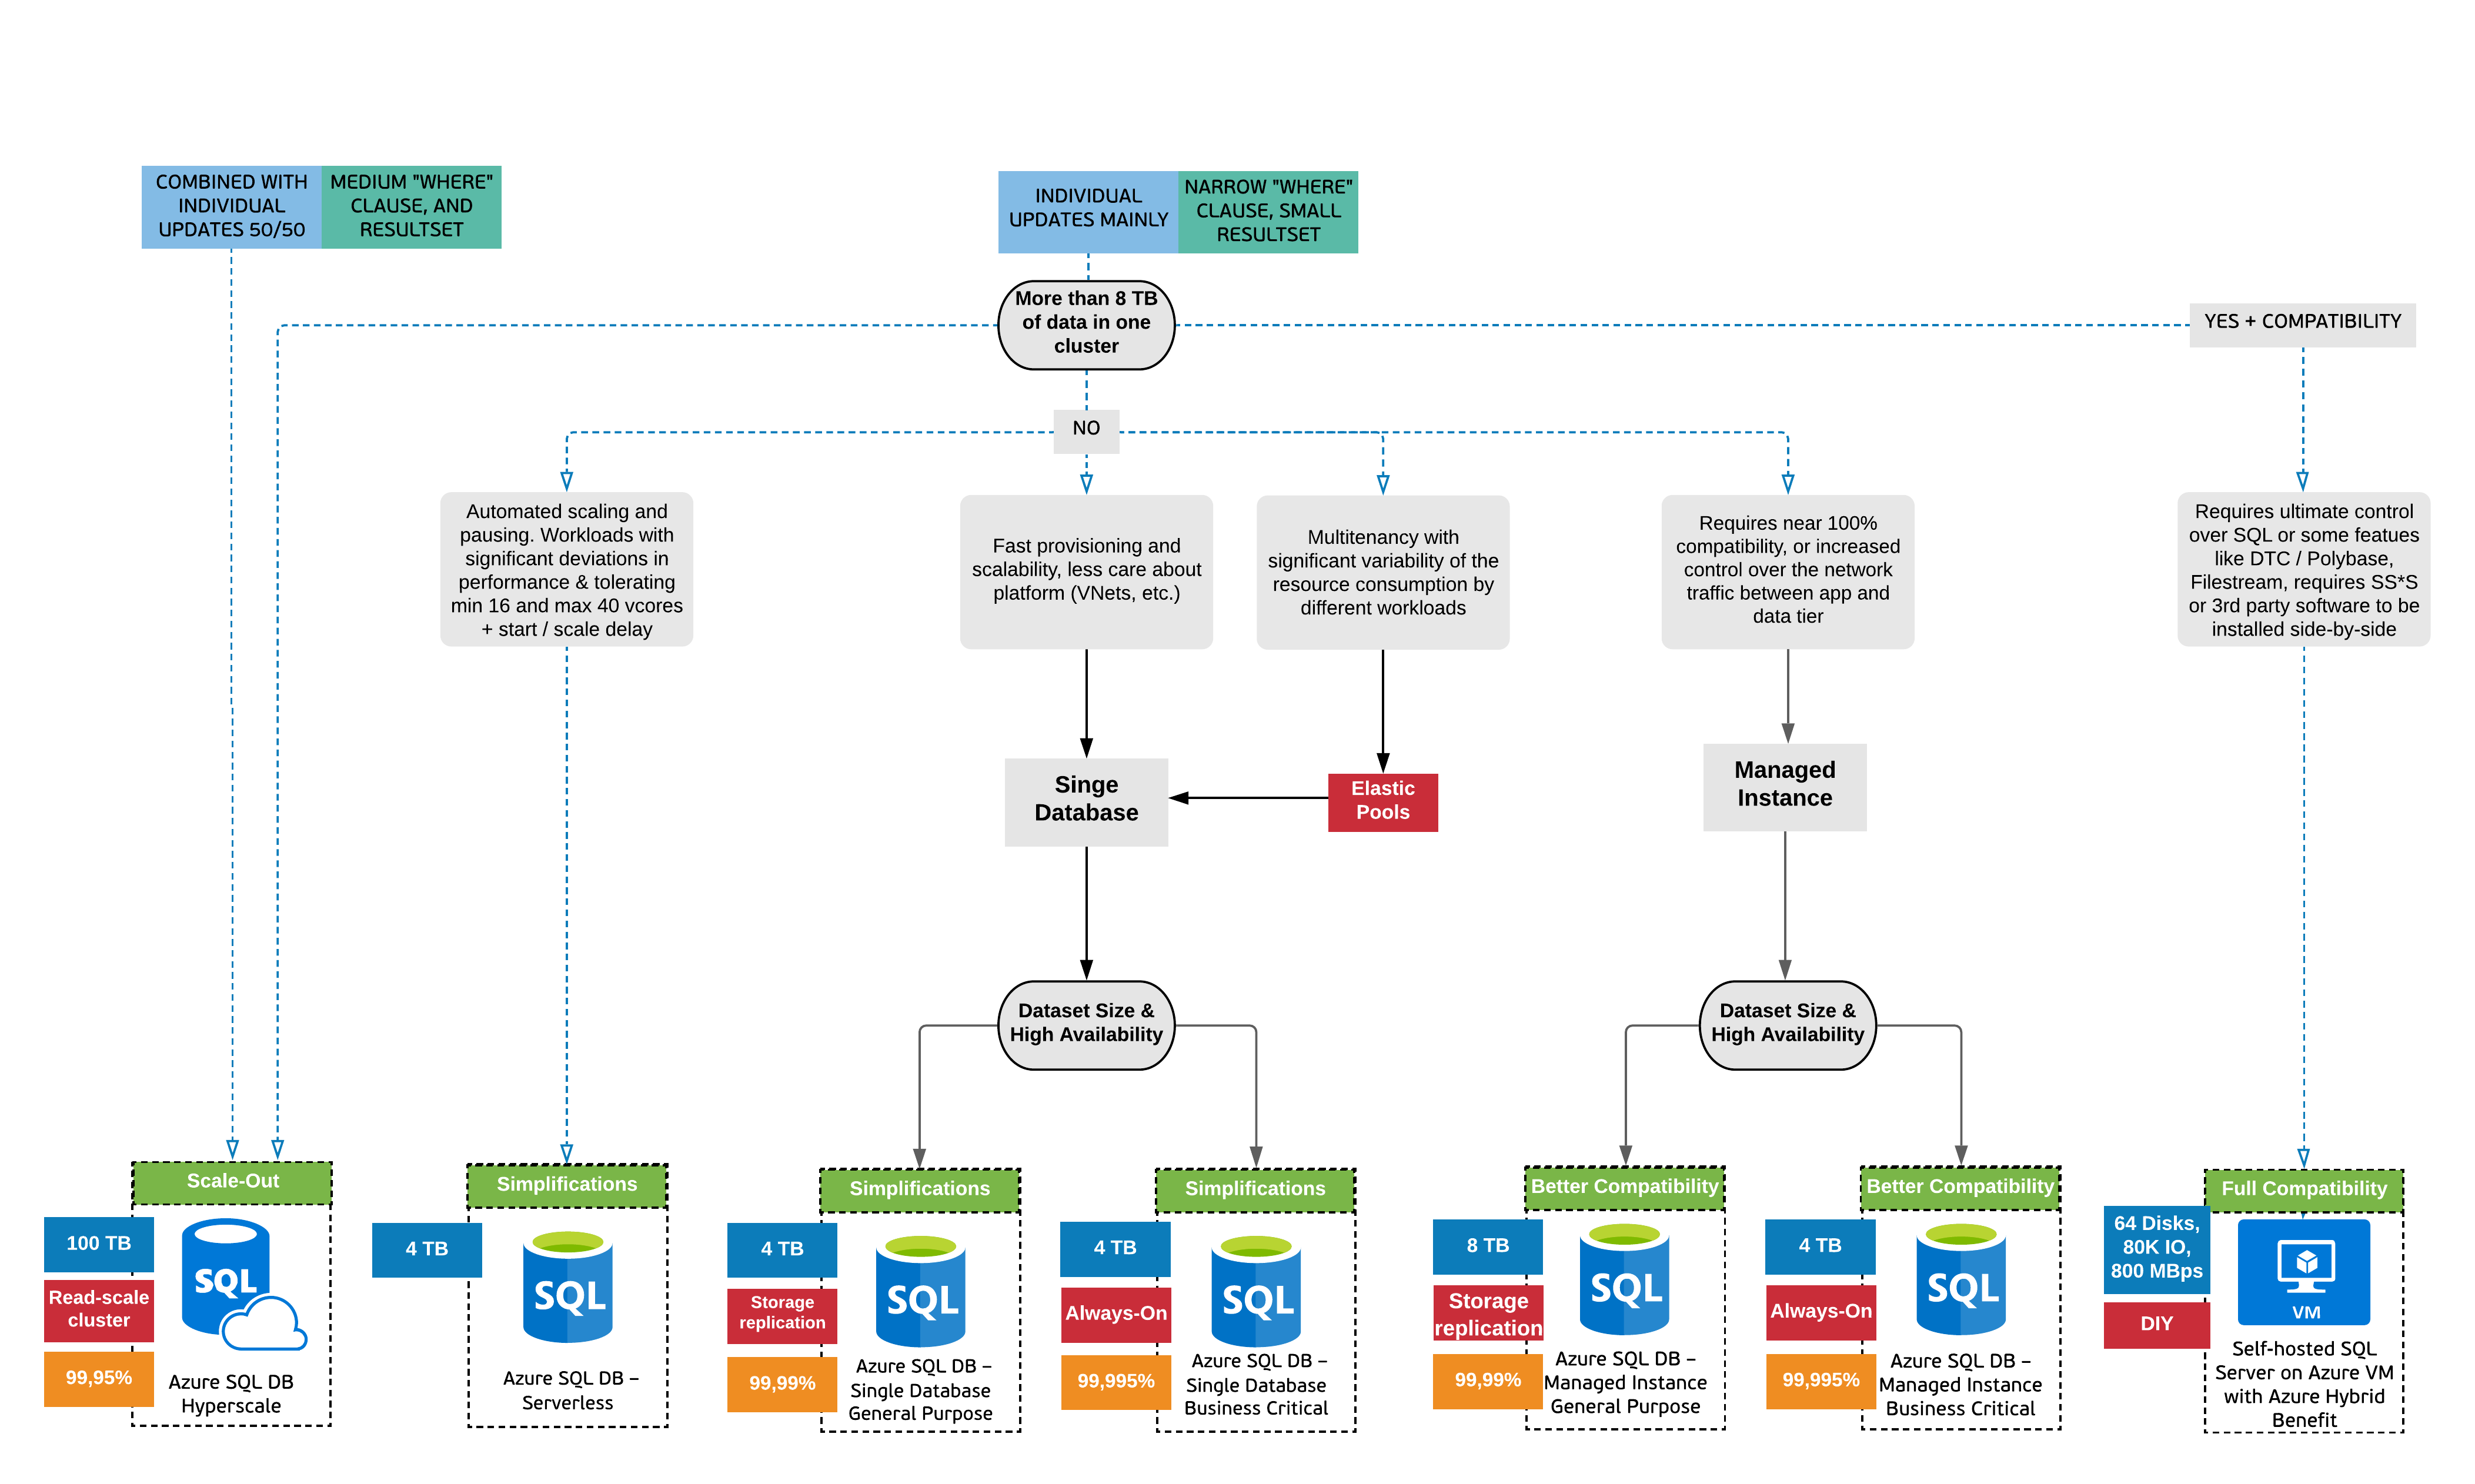 COMBINED WITH
INDIVIDUAL
UPDATES 50/50
MEDIUM "WHERE"
CLAUSE, AND
RESULTSET
INDIVIDUAL
UPDATES MAINLY
NARROW "WHERE"
CLAUSE, SMALL
RESULTSET
More than 8 TB
of data in one
cluster
YES + COMPATIBILITY
NO
Automated scaling and
pausing. Workloads with
significant deviations in
performance & tolerating
min 16 and max 40 vcores
+ start / scale delay
Fast provisioning and
scalability, less care about
platform (VNets, etc.)
Multitenancy with
significant variability of the
resource consumption by
different workloads
Requires near 100%
compatibility, or increased
control over the network
traffic between app and
data tier
Requires ultimate control
over SQL or some featues
like DTC / Polybase,
Filestream, requires SS*S
or 3rd party software to be
installed side-by-side
Singe
Database
Elastic
Pools
Managed
Instance
Dataset Size &
High Availability
Dataset Size &
High Availability
Scale-Out
100 TB
Read-scale
cluster
99,95%
SQL
Azure SQL DB
Hyperscale
Simplifications
4 TB
SQL
Azure SQL DB –
Serverless
Simplifications
4 TB
Storage
replication
99,99%
SQL
Azure SQL DB –
Single Database
General Purpose
Simplifications
4 TB
Always-On
99,995%
SQL
Azure SQL DB –
Single Database
Business Critical
Better Compatibility
8 TB
Storage
replication
99,99%
SQL
Azure SQL DB –
Managed Instance
General Purpose
Better Compatibility
4 TB
Always-On
99,995%
SQL
Azure SQL DB –
Managed Instance
Business Critical
Full Compatibility
64 Disks,
80K IO,
800 MBps
DIY
VM
Self-hosted SQL
Server on Azure VM
with Azure Hybrid
Benefit